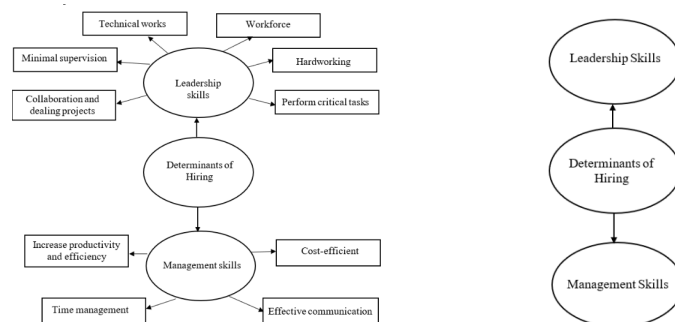 Technical works
Workforce
Minimal supervision
Hardworking
Leadership
skills
Collaboration and
dealing projects
Perform critical tasks
Determinants of
Hiring
Increase productivity
and efficiency
Cost-efficient
Management skills
Time management
Effective communication
Leadership Skills
Determinants of
Hiring
Management Skills